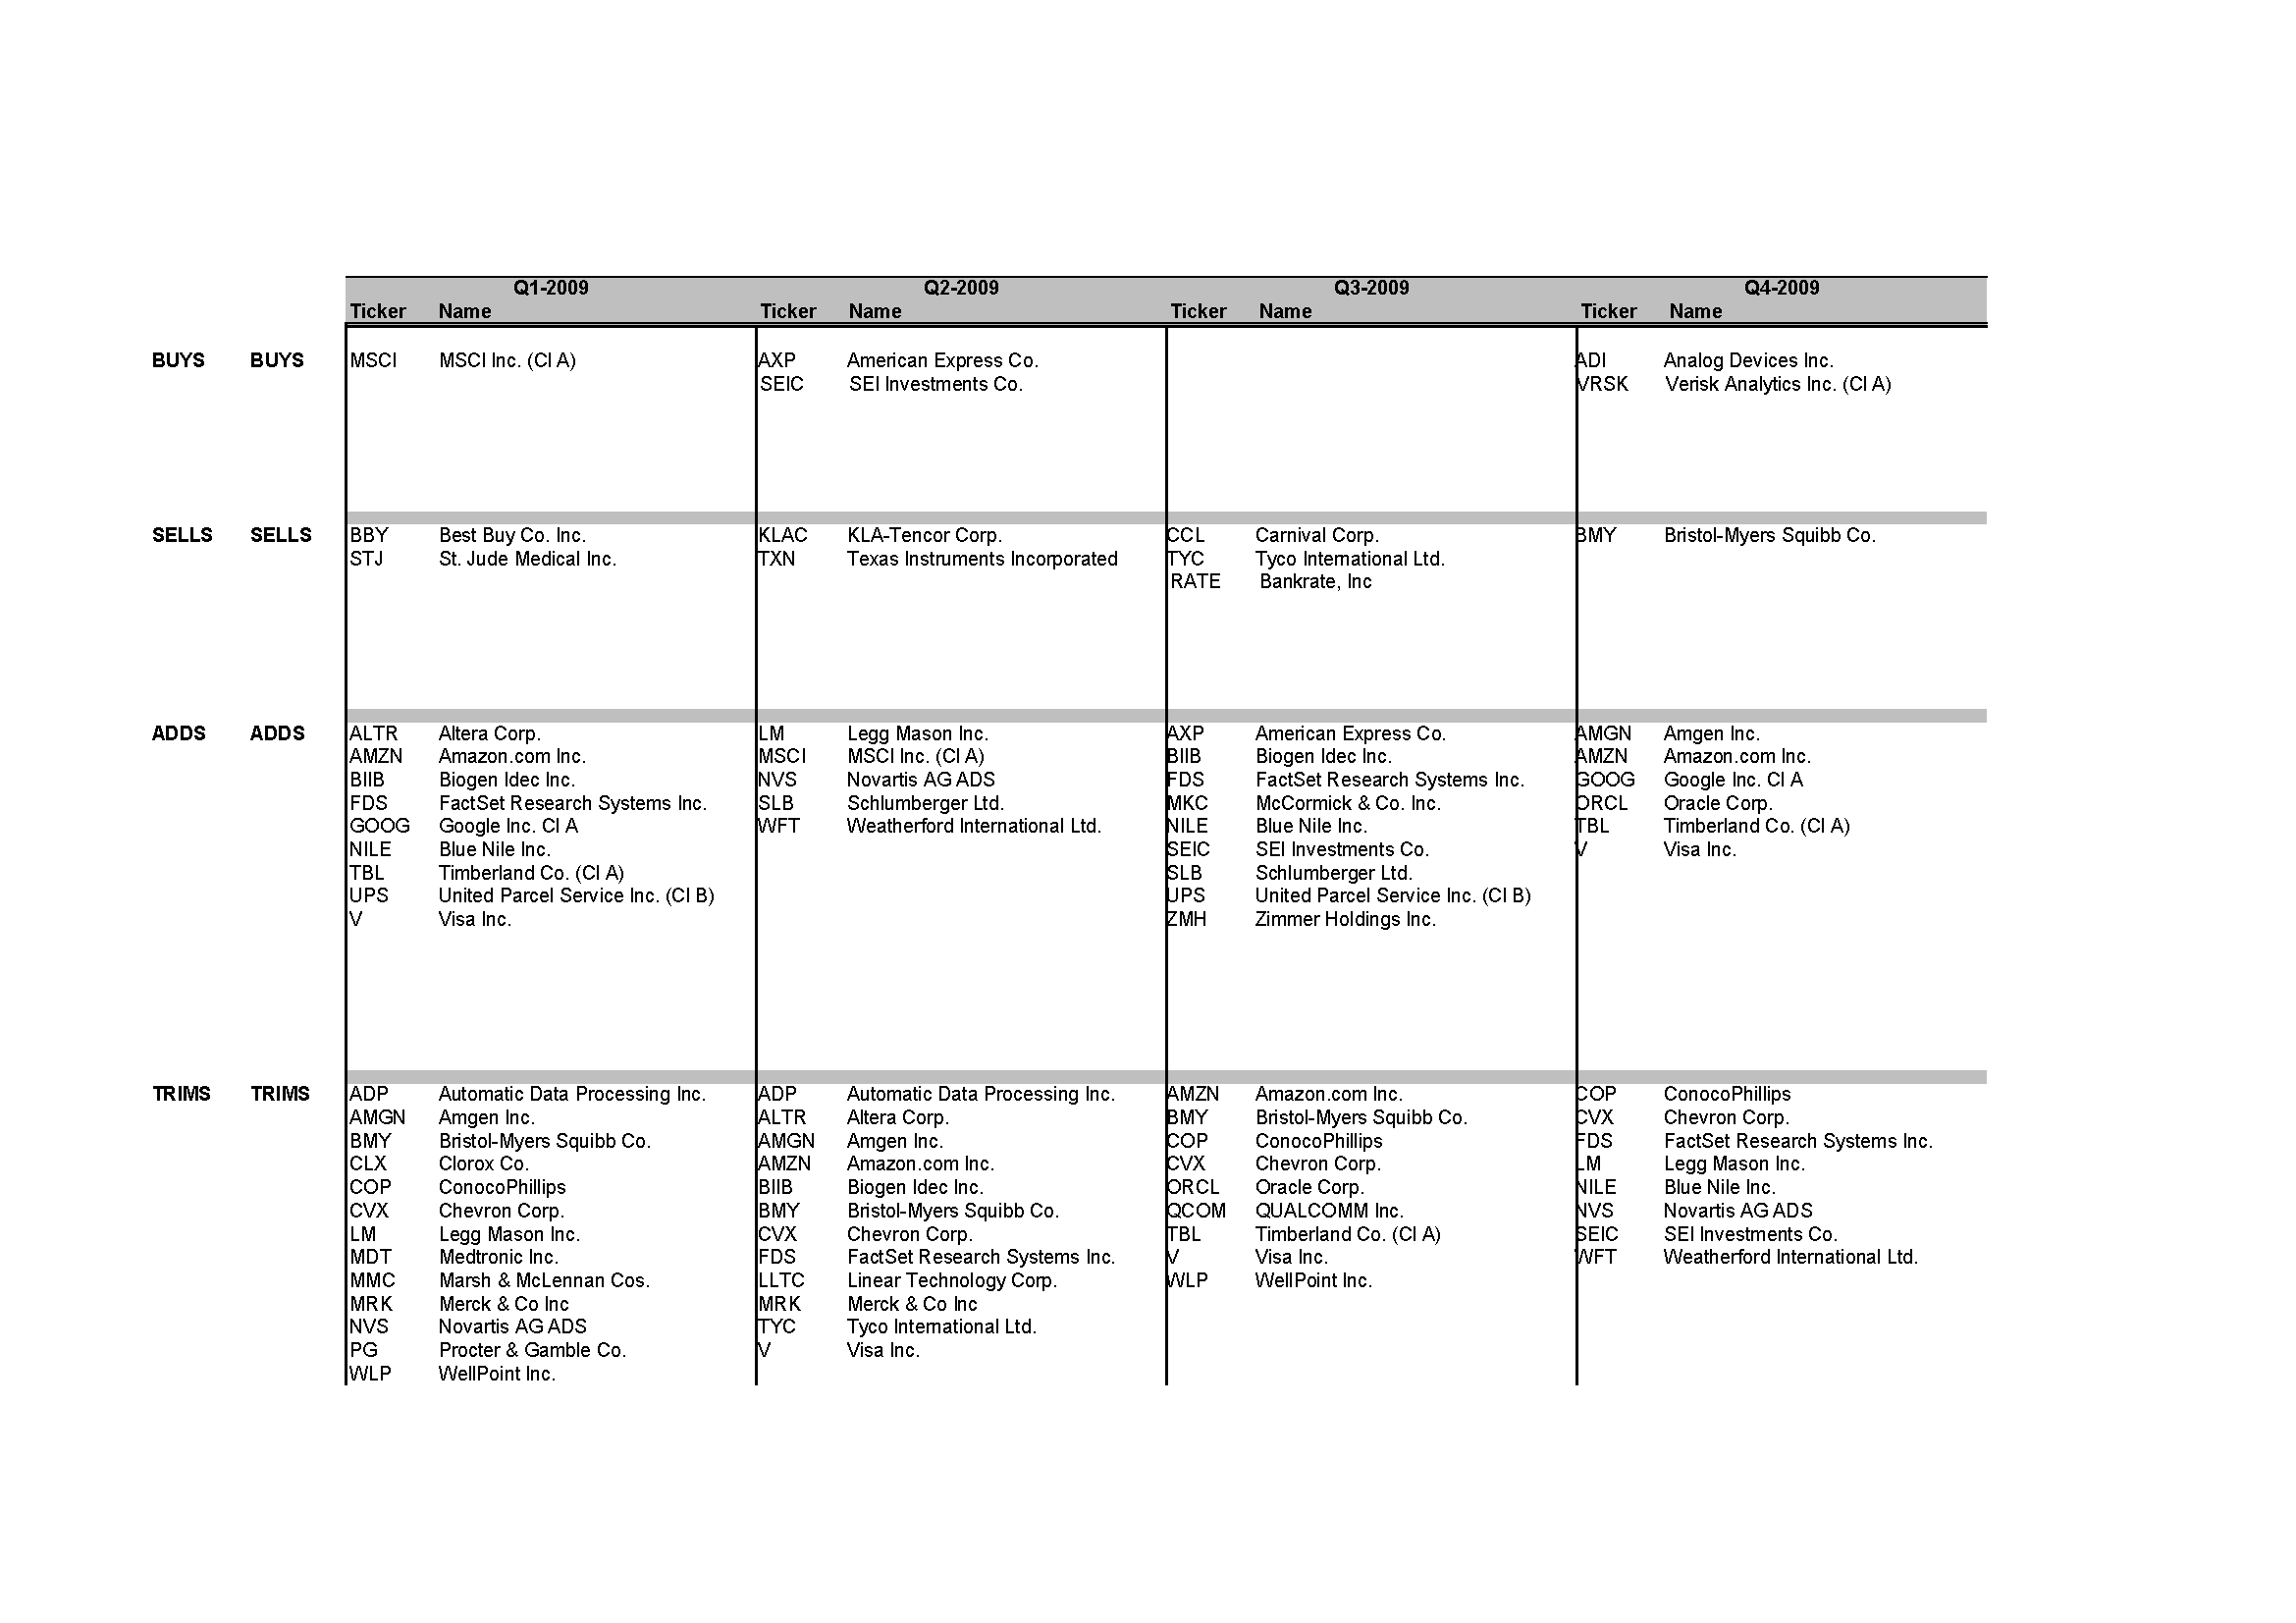 Q1-2009 Q2-2009 Q3-2009 Q4-2009
Ticker Name Ticker Name Ticker Name Ticker Name
BUYS BUYS MSCI MSCI Inc. (Cl A) AXP American Express Co. ADI Analog Devices Inc.
SEIC SEI Investments Co. VRSK Verisk Analytics Inc. (Cl A)
SELLS SELLS BBY Best Buy Co. Inc. KLAC KLA-Tencor Corp. CCL Carnival Corp. BMY Bristol-Myers Squibb Co.
STJ St. Jude Medical Inc. TXN Texas Instruments Incorporated TYC Tyco International Ltd.
RATE Bankrate, Inc
ADDS ADDS ALTR Altera Corp. LM Legg Mason Inc. AXP American Express Co. AMGN Amgen Inc.
AMZN Amazon.com Inc. MSCI MSCI Inc. (Cl A) BIIB Biogen Idec Inc. AMZN Amazon.com Inc.
BIIB Biogen Idec Inc. NVS Novartis AG ADS FDS FactSet Research Systems Inc. GOOG Google Inc. Cl A
FDS FactSet Research Systems Inc. SLB Schlumberger Ltd. MKC McCormick & Co. Inc. ORCL Oracle Corp.
GOOG Google Inc. Cl A WFT Weatherford International Ltd. NILE Blue Nile Inc. TBL Timberland Co. (Cl A)
NILE Blue Nile Inc. SEIC SEI Investments Co. V Visa Inc.
TBL Timberland Co. (Cl A) SLB Schlumberger Ltd.
UPS United Parcel Service Inc. (Cl B) UPS United Parcel Service Inc. (Cl B)
V Visa Inc. ZMH Zimmer Holdings Inc.
TRIMS TRIMS ADP Automatic Data Processing Inc. ADP Automatic Data Processing Inc. AMZN Amazon.com Inc. COP ConocoPhillips
AMGN Amgen Inc. ALTR Altera Corp. BMY Bristol-Myers Squibb Co. CVX Chevron Corp.
BMY Bristol-Myers Squibb Co. AMGN Amgen Inc. COP ConocoPhillips FDS FactSet Research Systems Inc.
CLX Clorox Co. AMZN Amazon.com Inc. CVX Chevron Corp. LM Legg Mason Inc.
COP ConocoPhillips BIIB Biogen Idec Inc. ORCL Oracle Corp. NILE Blue Nile Inc.
CVX Chevron Corp. BMY Bristol-Myers Squibb Co. QCOM QUALCOMM Inc. NVS Novartis AG ADS
LM Legg Mason Inc. CVX Chevron Corp. TBL Timberland Co. (Cl A) SEIC SEI Investments Co.
MDT Medtronic Inc. FDS FactSet Research Systems Inc. V Visa Inc. WFT Weatherford International Ltd.
MMC Marsh & McLennan Cos. LLTC Linear Technology Corp. WLP WellPoint Inc.
MRK Merck & Co Inc MRK Merck & Co Inc
NVS Novartis AG ADS TYC Tyco International Ltd.
PG Procter & Gamble Co. V Visa Inc.
WLP WellPoint Inc.